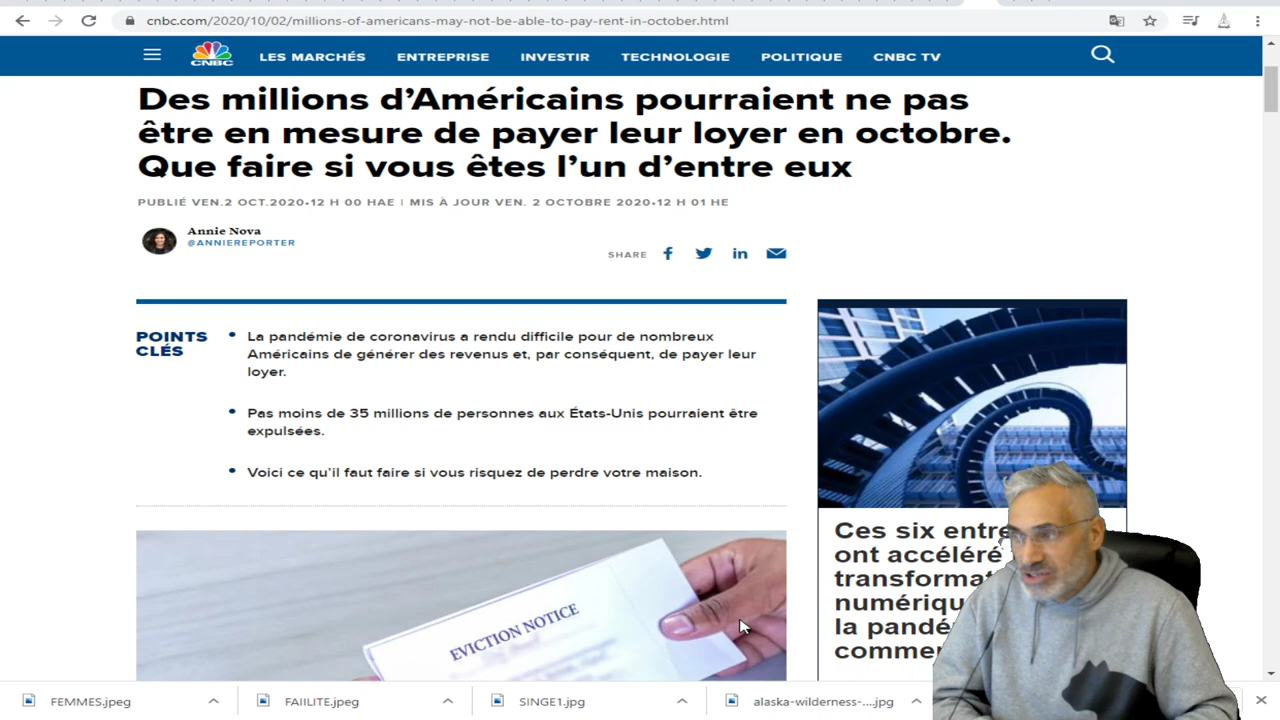 cnbc.com/2020/10/02/millions-of-americans-may-not-be-able-to-pay-rent-in-october.html
CNBC
LES MARCHÉS ENTREPRISE INVESTIR TECHNOLOGIE POLITIQUE CNBC TV
Des millions d’Américains pourraient ne pas
être en mesure de payer leur loyer en octobre.
Que faire si vous êtes l’un d’entre eux
PUBLIÉ VEN.2 OCT.2020•12 H 00 HAE | MIS À JOUR VEN. 2 OCTOBRE 2020•12 H 01 HE
Annie Nova
@ANNIEREPORTER
SHARE
POINTS
CLÉS
La pandémie de coronavirus a rendu difficile pour de nombreux
Américains de générer des revenus et, par conséquent, de payer leur
loyer.
Pas moins de 35 millions de personnes aux États-Unis pourraient être
expulsées.
Voici ce qu’il faut faire si vous risquez de perdre votre maison.
EVICTION NOTICE
Ces six
ont accéléré
la
FEMMES.jpeg FAIILITE.jpeg SINGE1.jpg alaska-wilderness-....jpg